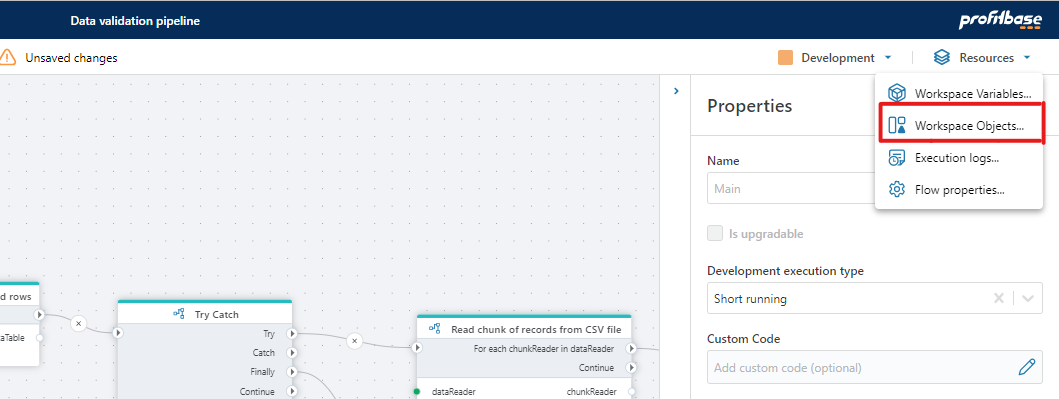 Data validation pipeline
profitbase
Unsaved changes
Development
Resources
Workspace Variables...
Workspace Objects...
Execution logs...
Flow properties...
Properties
Name
Main
Is upgradable
Development execution type
Short running
Custom Code
Add custom code (optional)
d rows
aTable
Try Catch
Try
Catch
Finally
Continue
Read chunk of records from CSV file
For each chunkReader in dataReader
Continue
dataReader
chunkReader